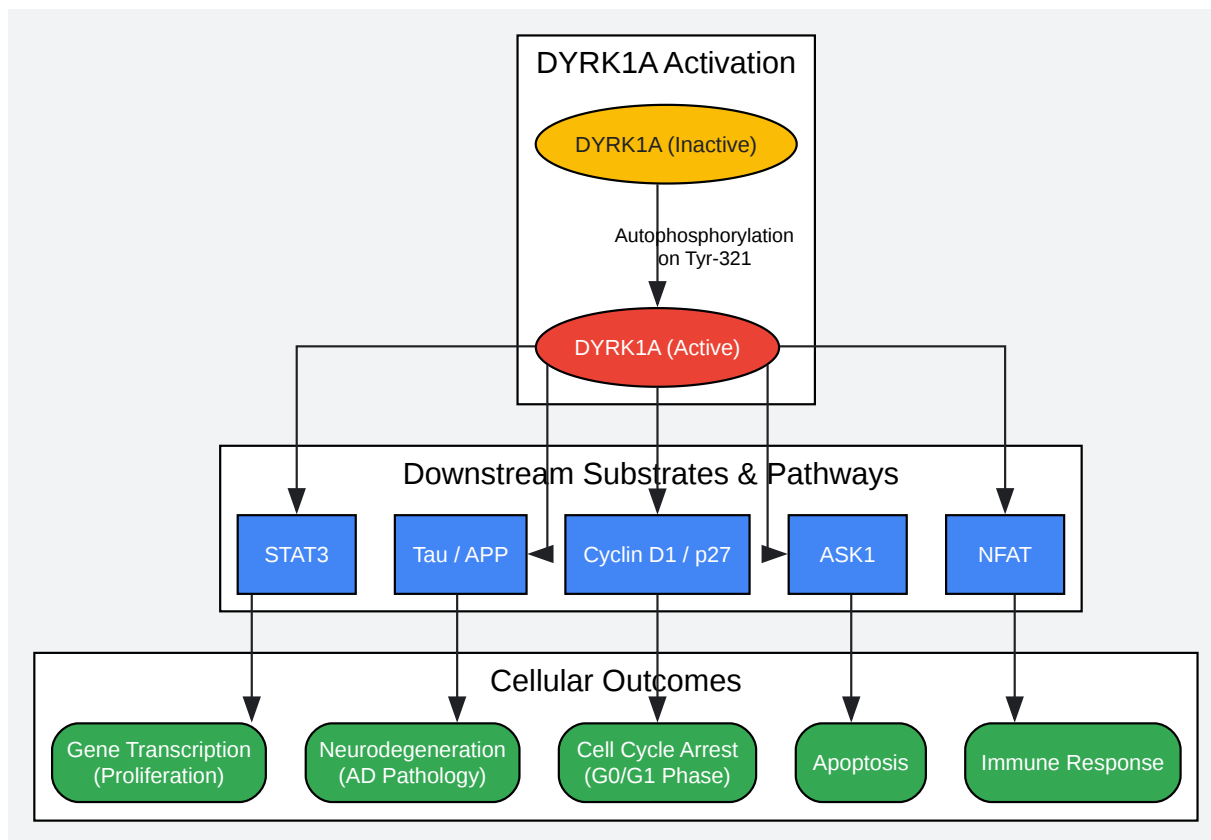 DYRK1A Activation
DYRK1A (Inactive)
Autophosphorylation
on Tyr-321
DYRK1A (Active)
Downstream Substrates & Pathways
STAT3
Tau / APP
Cyclin D1 / p27
ASK1
NFAT
Cellular Outcomes
Gene Transcription
(Proliferation)
Neurodegeneration
(AD Pathology)
Cell Cycle Arrest
(G0/G1 Phase)
Apoptosis
Immune Response